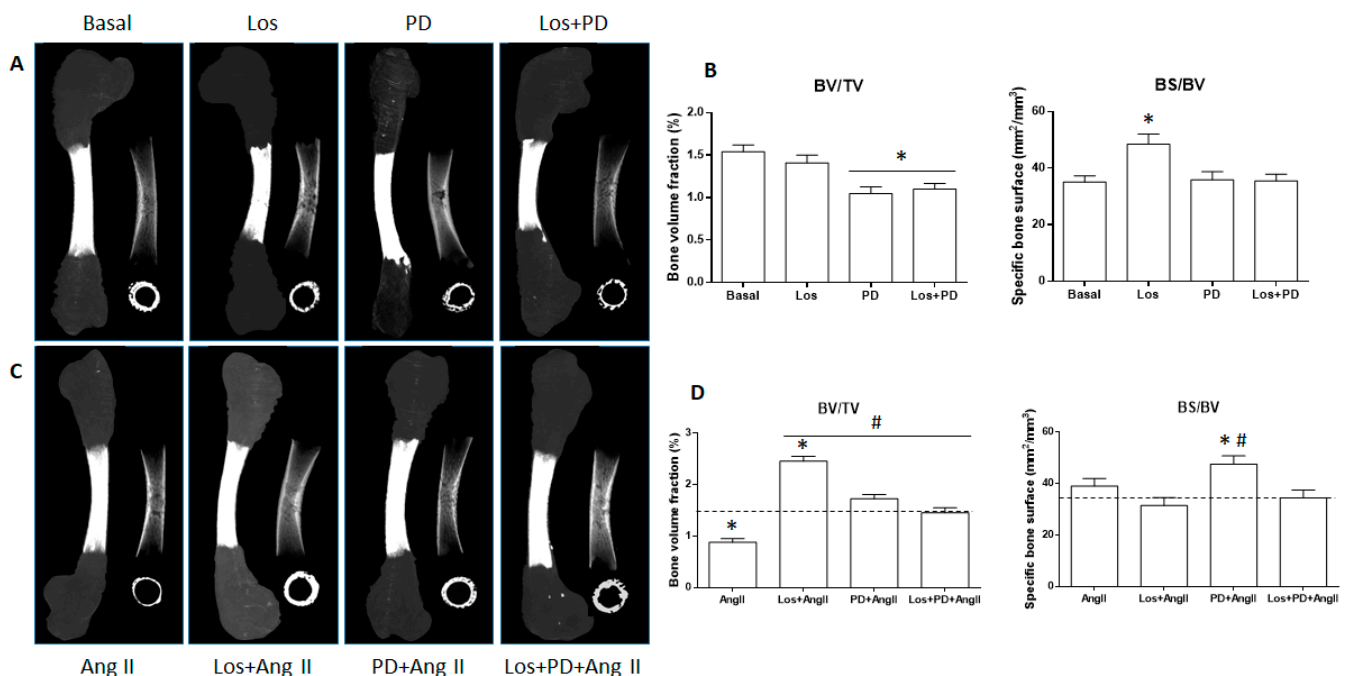 Basal Los PD Los+PD
A
B
BV/TV
Bone volume fraction (%)
2.0
1.5
1.0
0.5
0.0
*
Basal Los PD Los+PD
BS/BV
Specific bone surface (mm²/mm³)
60
40
20
0
*
Basal Los PD Los+PD
C
D
BV/TV
Bone volume fraction (%)
3
2
1
0
#
*
*
AngII Los+AngII PD+AngII Los+PD+AngII
BS/BV
Specific bone surface (mm²/mm³)
60
40
20
0
* #
AngII Los+AngII PD+AngII Los+PD+AngII
Ang II Los+Ang II PD+Ang II Los+PD+Ang II